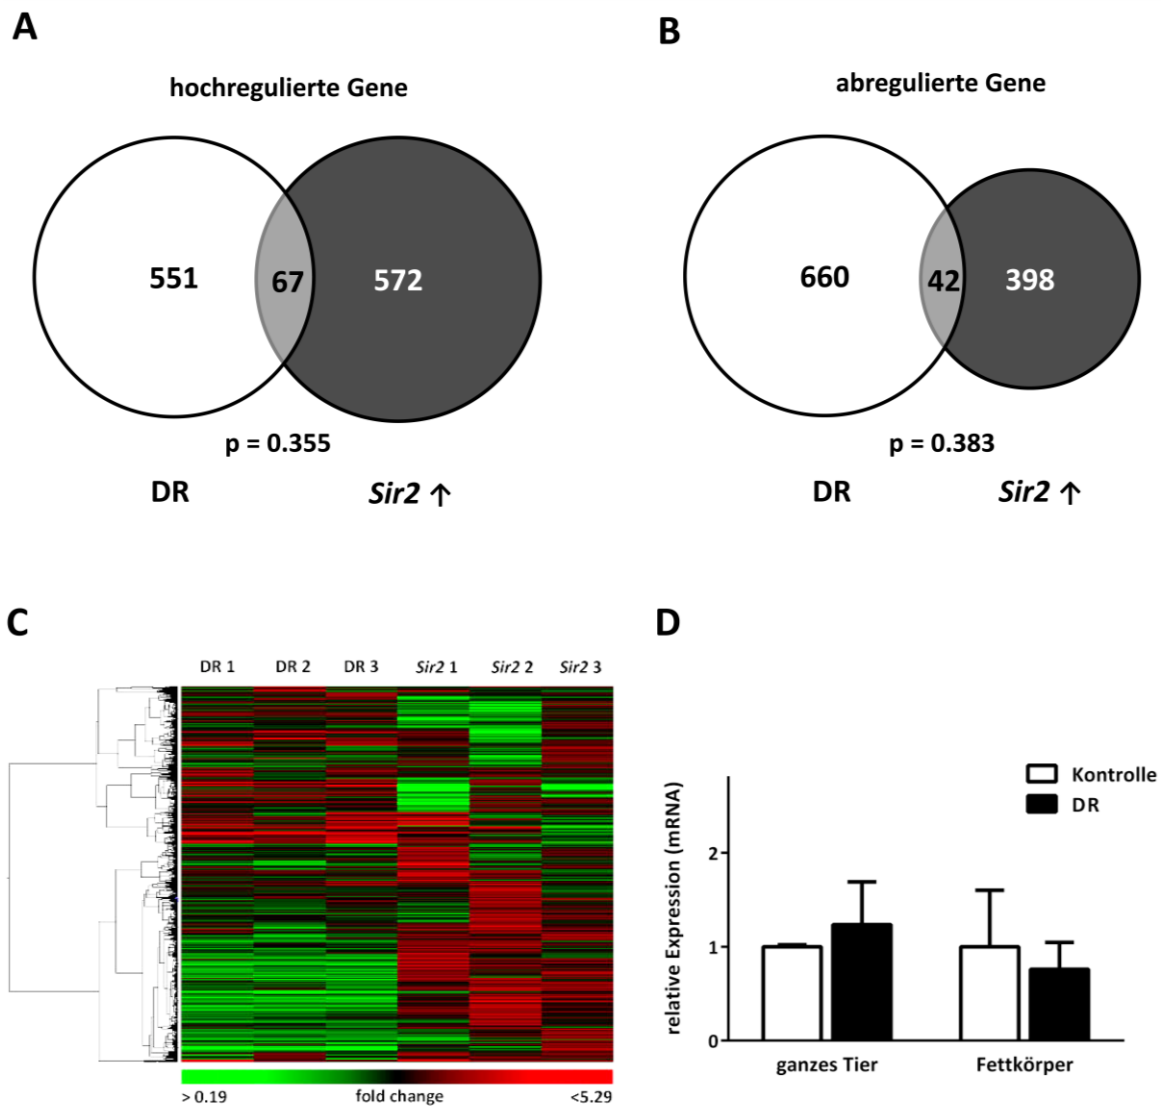 A
hochregulierte Gene
551
67
572
p = 0.355
DR
Sir2 ↑
B
abregulierte Gene
660
42
398
p = 0.383
DR
Sir2 ↑
C
DR 1 DR 2 DR 3 Sir2 1 Sir2 2 Sir2 3
> 0.19 fold change <5.29
D
Kontrolle
DR
relative Expression (mRNA)
2
1
0
ganzes Tier Fettkörper